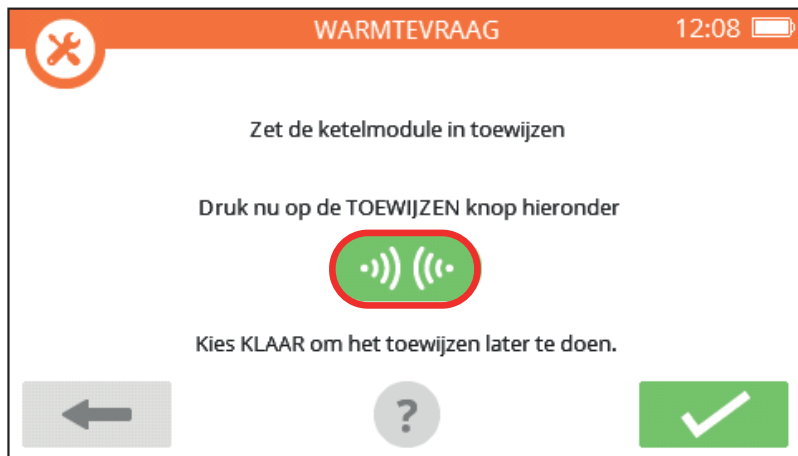 WARMTEVRAAG 12:08
Zet de ketelmodule in toewijzen
Druk nu op de TOEWIJZEN knop hieronder
Kies KLAAR om het toewijzen later te doen.
?